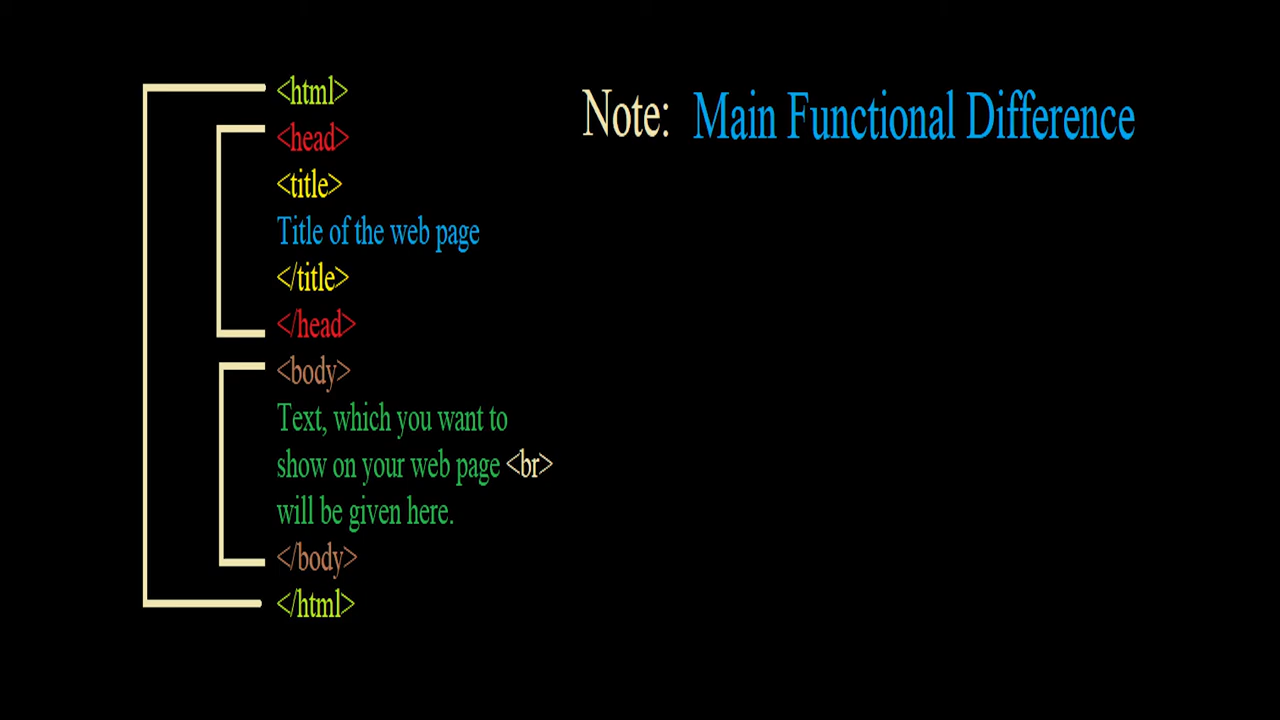 <html>
<head>
<title>
Title of the web page
</title>
</head>
<body>
Text, which you want to
show on your web page <br>
will be given here.
</body>
</html>
Note: Main Functional Difference